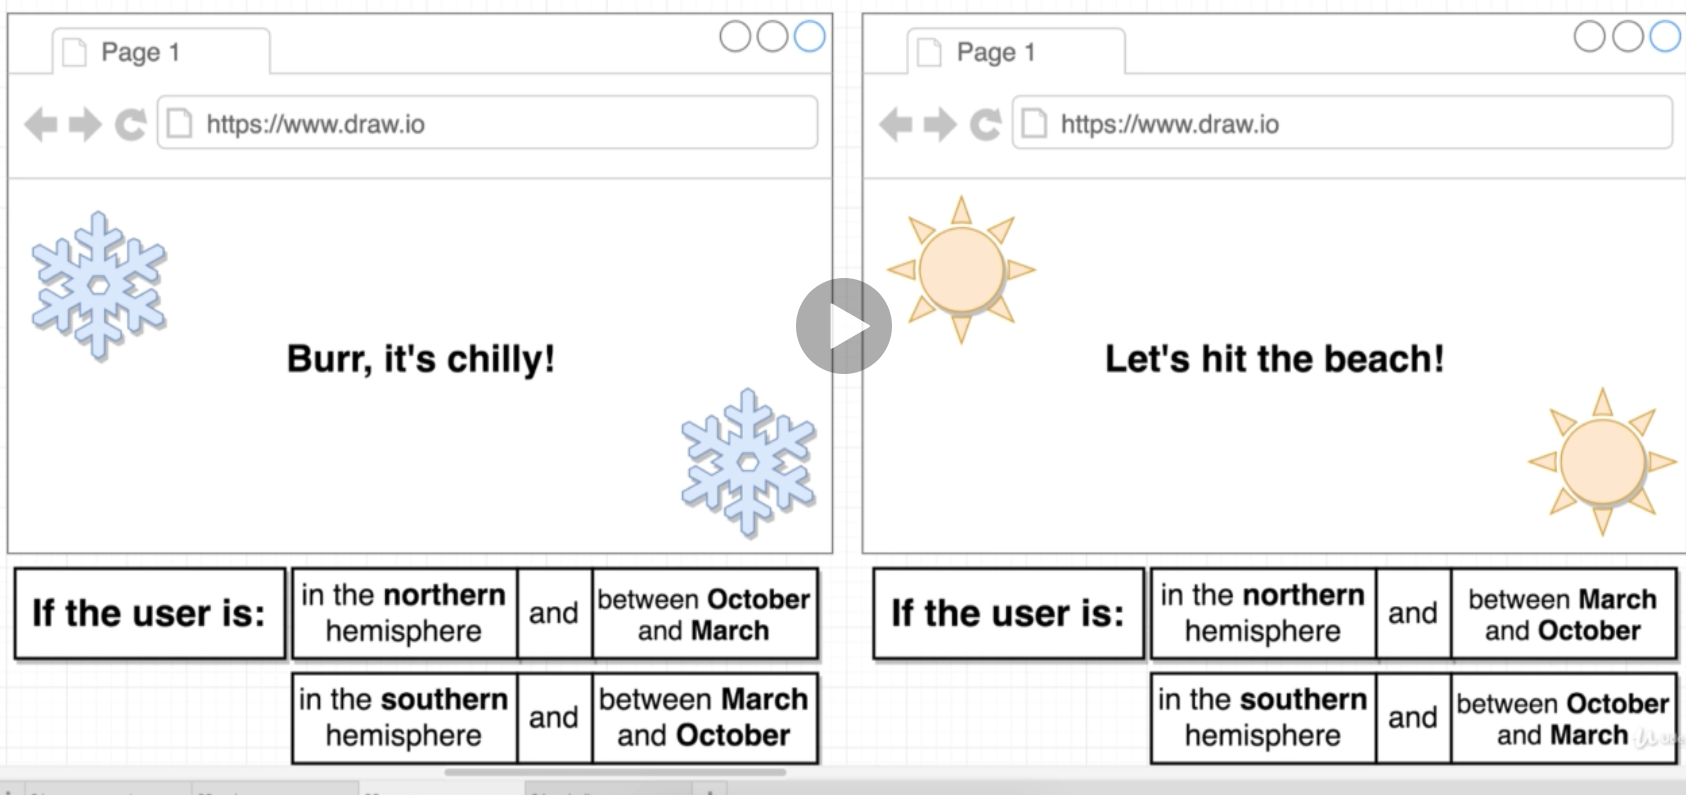 Page 1
https://www.draw.io
Burr, it's chilly!
If the user is:
in the northern
hemisphere
and
between October
and March
in the southern
hemisphere
and
between March
and October
Page 1
https://www.draw.io
Let's hit the beach!
If the user is:
in the northern
hemisphere
and
between March
and October
in the southern
hemisphere
and
between October
and March